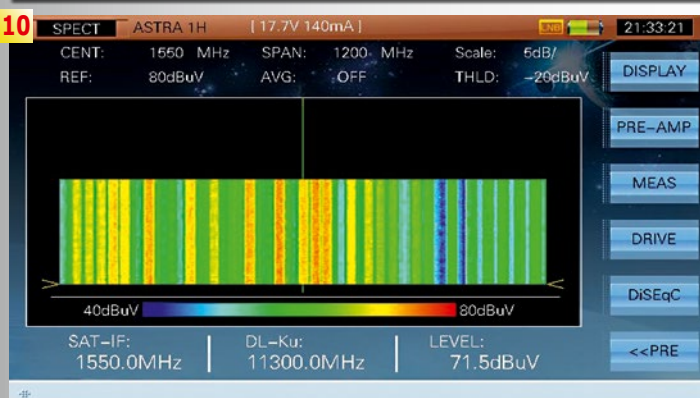 10
SPECT ASTRA 1H [ 17.7V 140mA ] LNB 21:33:21
CENT: 1550 MHz SPAN: 1200 MHz Scale: 5dB/
REF: 80dBuV AVG: OFF THLD: -20dBuV
DISPLAY
PRE-AMP
MEAS
DRIVE
DiSEqC
<<PRE
40dBuV 80dBuV
SAT-IF: DL-Ku: LEVEL:
1550.0MHz 11300.0MHz 71.5dBuV